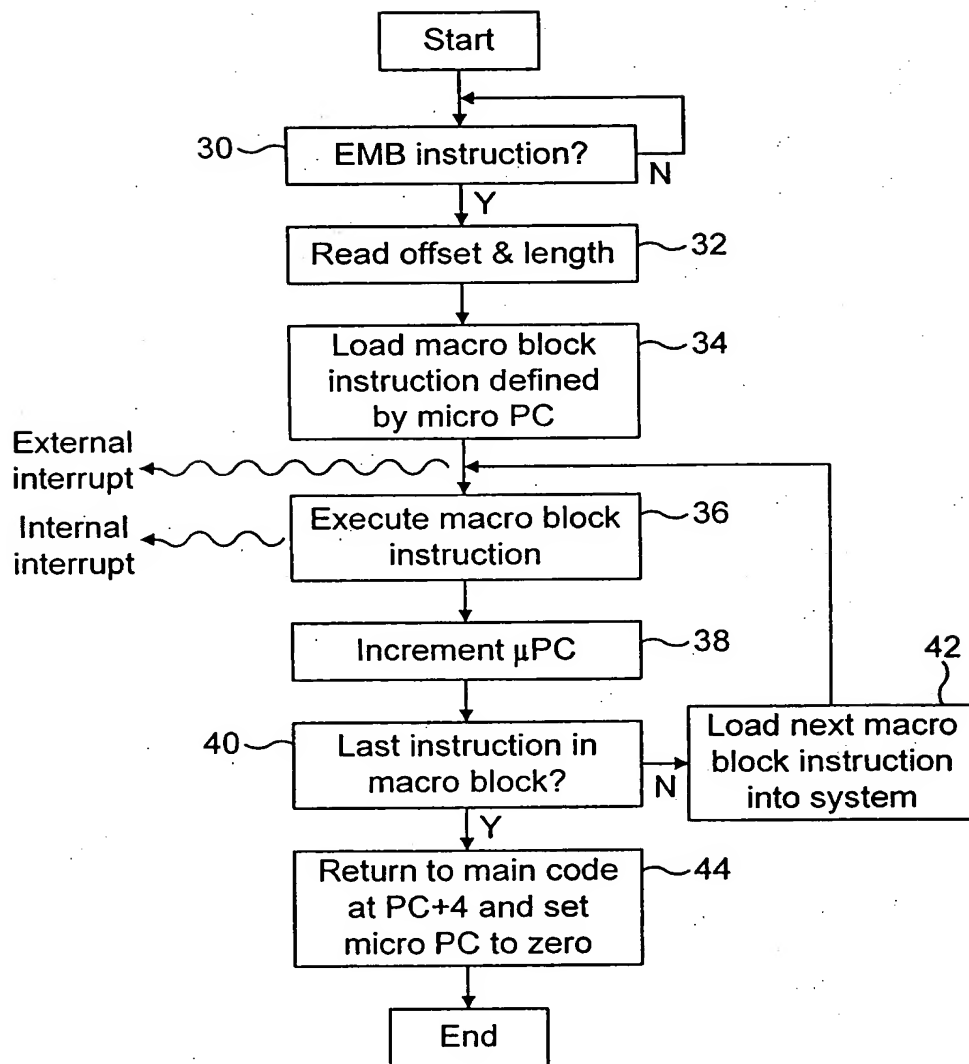 Start
30
EMB instruction?
N
Y
Read offset & length
32
Load macro block
instruction defined
by micro PC
34
External
interrupt
Internal
interrupt
Execute macro block
instruction
36
Increment µPC
38
42
Load next macro
block instruction
into system
40
Last instruction in
macro block?
N
Y
Return to main code
at PC+4 and set
micro PC to zero
44
End